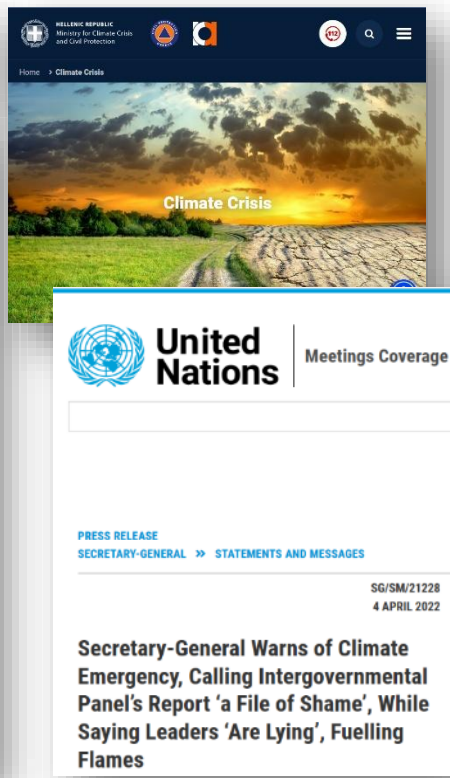 HELLENIC REPUBLIC
Ministry for Climate Crisis
and Civil Protection
112
Home > Climate Crisis
Climate Crisis
United
Nations
Meetings Coverage
PRESS RELEASE
SECRETARY-GENERAL >> STATEMENTS AND MESSAGES
SG/SM/21228
4 APRIL 2022
Secretary-General Warns of Climate
Emergency, Calling Intergovernmental
Panel's Report 'a File of Shame', While
Saying Leaders 'Are Lying', Fuelling
Flames